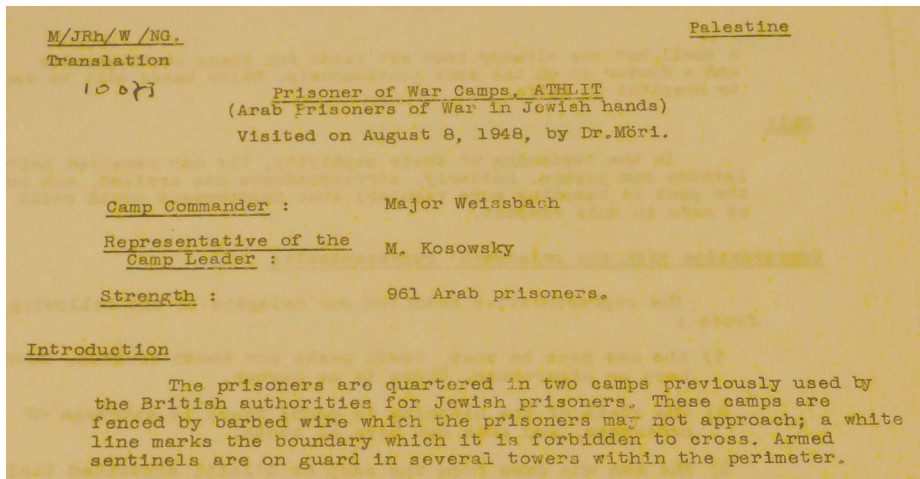 M/JRh/W /NG.
Palestine
Translation
Prisoner of War Camps, ATHLIT
(Arab Prisoners of War in Jewish hands)
Visited on August 8, 1948, by Dr.Möri.
Camp Commander : Major Weissbach
Representative of the
Camp Leader : M. Kosowsky
Strength : 961 Arab prisoners.
Introduction
The prisoners are quartered in two camps previously used by
the British authorities for Jewish prisoners. These camps are
fenced by barbed wire which the prisoners may not approach; a white
line marks the boundary which it is forbidden to cross. Armed
sentinels are on guard in several towers within the perimeter.